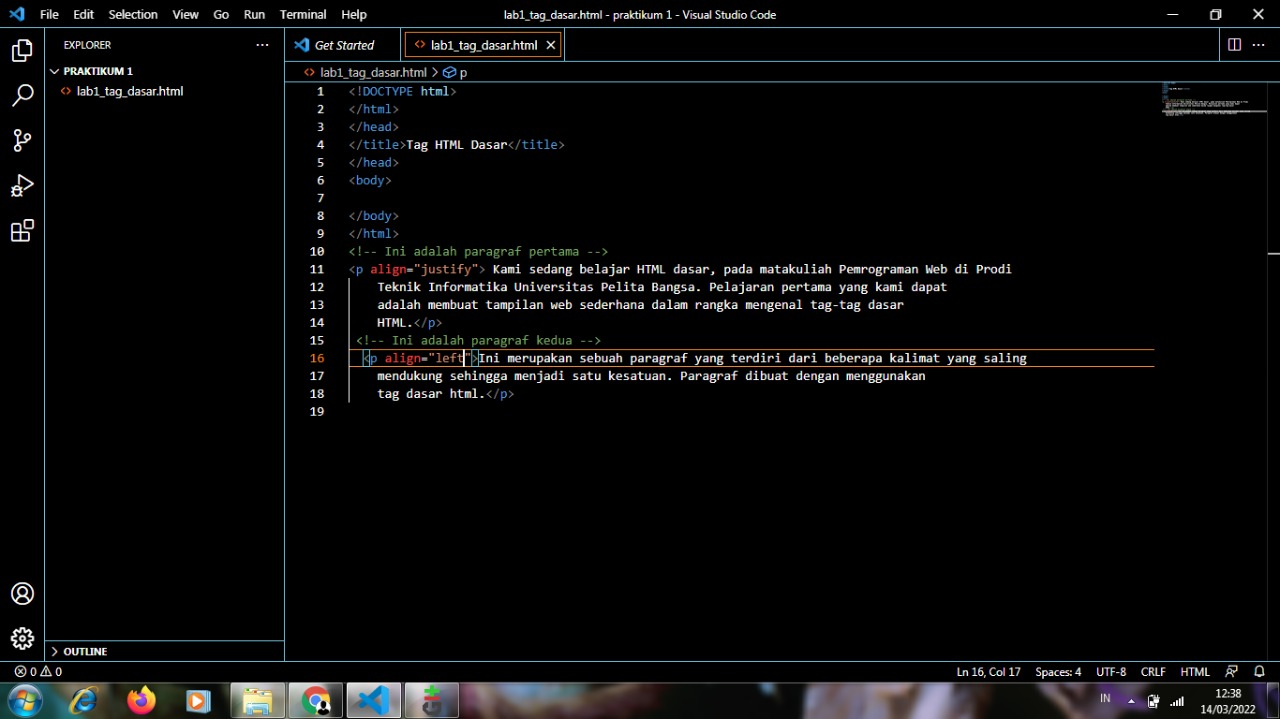 File Edit Selection View Go Run Terminal Help lab1_tag_dasar.html - praktikum 1 - Visual Studio Code
EXPLORER
PRAKTIKUM 1
lab1_tag_dasar.html
OUTLINE
Get Started lab1_tag_dasar.html
lab1_tag_dasar.html > p
1 <!DOCTYPE html>
2 </html>
3 </head>
4 </title>Tag HTML Dasar</title>
5 </head>
6 <body>
7
8 </body>
9 </html>
10 <!-- Ini adalah paragraf pertama -->
11 <p align="justify"> Kami sedang belajar HTML dasar, pada matakuliah Pemrograman Web di Prodi
12 Teknik Informatika Universitas Pelita Bangsa. Pelajaran pertama yang kami dapat
13 adalah membuat tampilan web sederhana dalam rangka mengenal tag-tag dasar
14 HTML.</p>
15 <!-- Ini adalah paragraf kedua -->
16 <p align="left">Ini merupakan sebuah paragraf yang terdiri dari beberapa kalimat yang saling
17 mendukung sehingga menjadi satu kesatuan. Paragraf dibuat dengan menggunakan
18 tag dasar html.</p>
19
0 0 Ln 16, Col 17 Spaces: 4 UTF-8 CRLF HTML
IN 12:38
14/03/2022